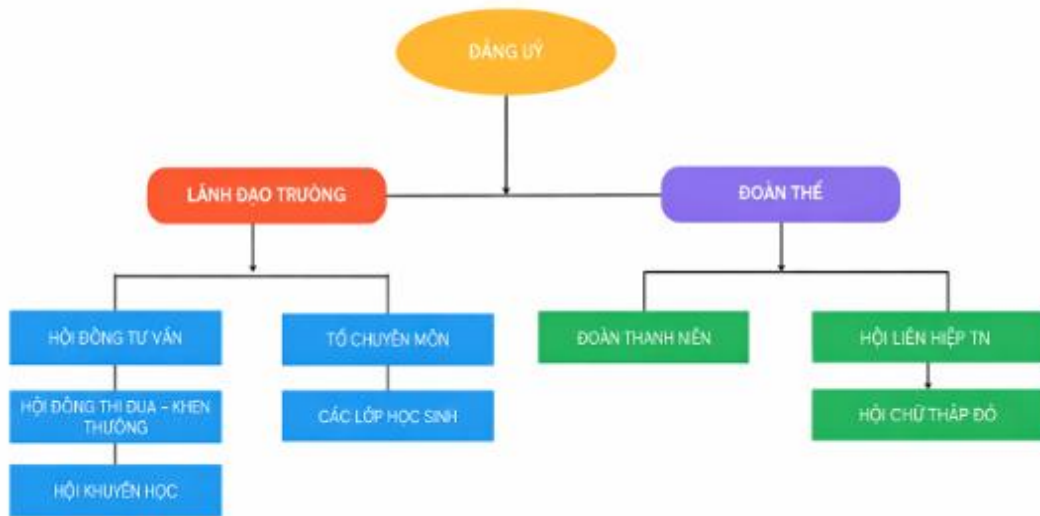 ĐẢNG UỶ
LÃNH ĐẠO TRƯỜNG
ĐOÀN THỂ
HỘI ĐỒNG TƯ VẤN
TỔ CHUYÊN MÔN
ĐOÀN THANH NIÊN
HỘI LIÊN HIỆP TN
HỘI ĐỒNG THI ĐUA – KHEN
THƯỞNG
CÁC LỚP HỌC SINH
HỘI CHỮ THẬP ĐỎ
HỘI KHUYẾN HỌC